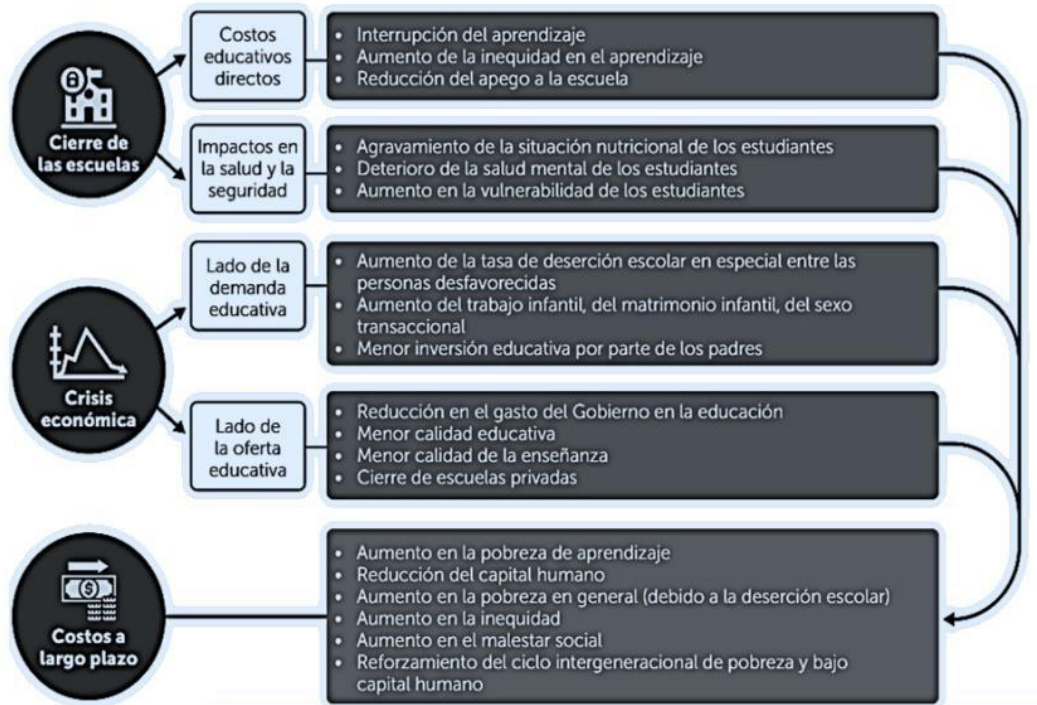 Cierre de
las escuelas
Costos
educativos
directos
• Interrupción del aprendizaje
• Aumento de la inequidad en el aprendizaje
• Reducción del apego a la escuela
Impactos en
la salud y la
seguridad
• Agravamiento de la situación nutricional de los estudiantes
• Deterioro de la salud mental de los estudiantes
• Aumento en la vulnerabilidad de los estudiantes
Crisis
económica
Lado de la
demanda
educativa
• Aumento de la tasa de deserción escolar en especial entre las
personas desfavorecidas
• Aumento del trabajo infantil, del matrimonio infantil, del sexo
transaccional
• Menor inversión educativa por parte de los padres
Lado de
la oferta
educativa
• Reducción en el gasto del Gobierno en la educación
• Menor calidad educativa
• Menor calidad de la enseñanza
• Cierre de escuelas privadas
Costos a
largo plazo
• Aumento en la pobreza de aprendizaje
• Reducción del capital humano
• Aumento en la pobreza en general (debido a la deserción escolar)
• Aumento en la inequidad
• Aumento en el malestar social
• Reforzamiento del ciclo intergeneracional de pobreza y bajo
capital humano